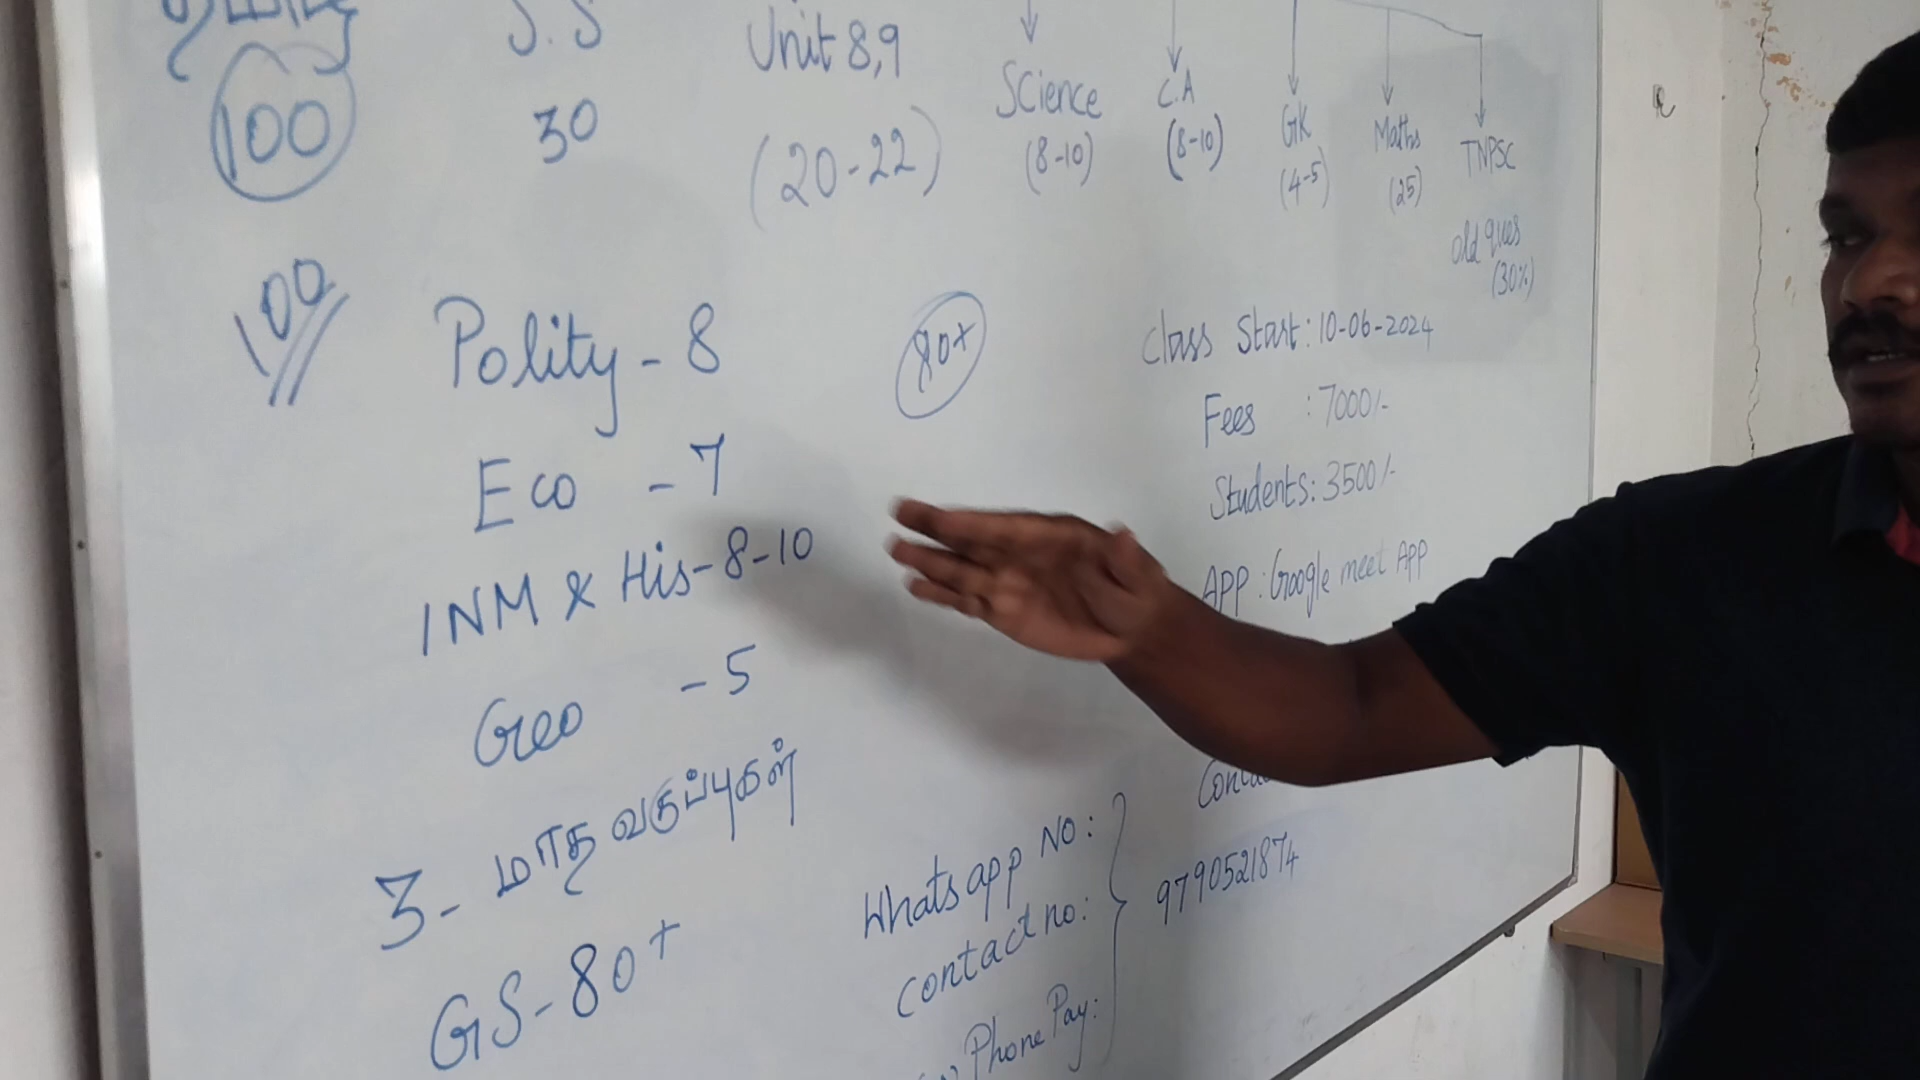 100
S.S
30
Unit 8,9
(20-22)
Science
(8-10)
C.A
(8-10)
GK
(4-5)
Maths
(25)
TNPSC
old ques
(30%)
100
Polity - 8
Eco - 7
INM & His - 8-10
Geo - 5
3 - மாத வகுப்புகள்
GS - 80+
80+
Class Start : 10-06-2024
Fees : 7000/-
Students : 3500/-
APP : Google meet APP
Whatsapp NO :
Contact no :
Phone Pay :
9790521874